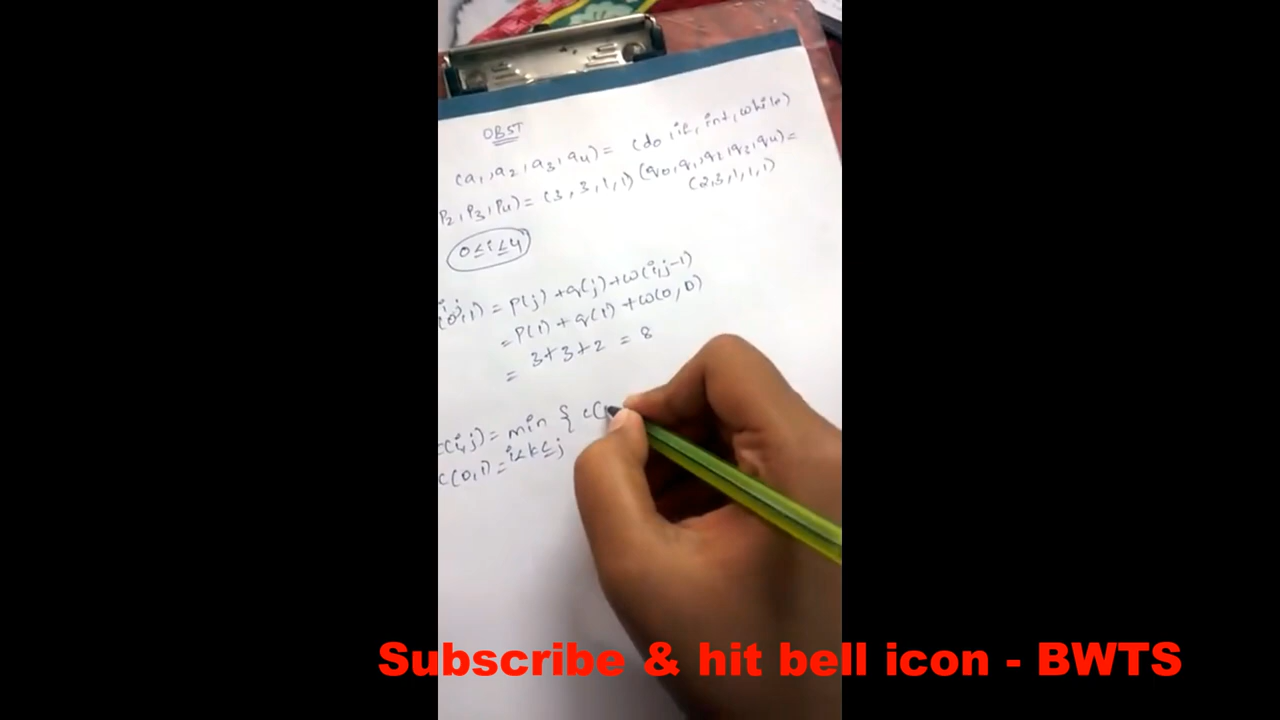 OBST
(a1, a2, a3, a4) = (do, if, int, while)
P2, P3, P4) = (3, 3, 1, 1) (q0, q1, q2, q3, q4) =
(2,3,1,1,1)
0≤i≤4
i,j
(0,1) = P(j) + q(j) + w(i,j-1)
= P(1) + q(1) + w(0,0)
= 3+3+2 = 8
c(i,j) = min { c(
c(0,1) = i<k≤j
Subscribe & hit bell icon - BWTS